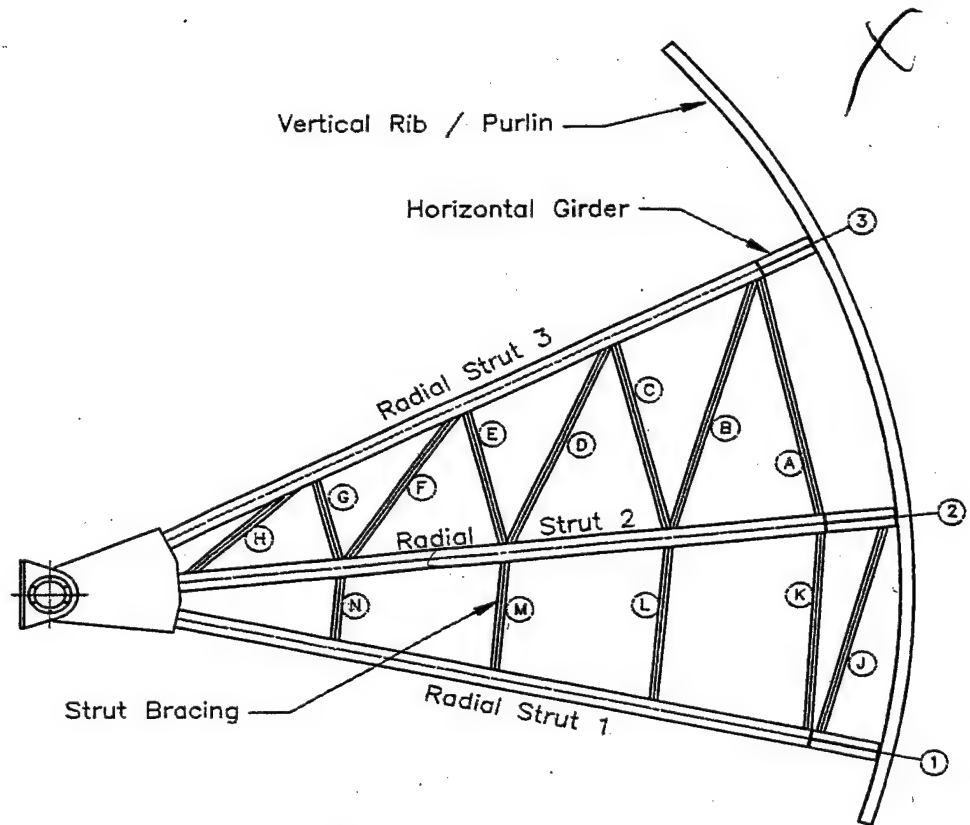 Vertical Rib / Purlin
Horizontal Girder
3
Radial Strut 3
C
E
B
D
A
G
F
H
Radial Strut 2
2
N
M
L
K
J
Strut Bracing
Radial Strut 1
1